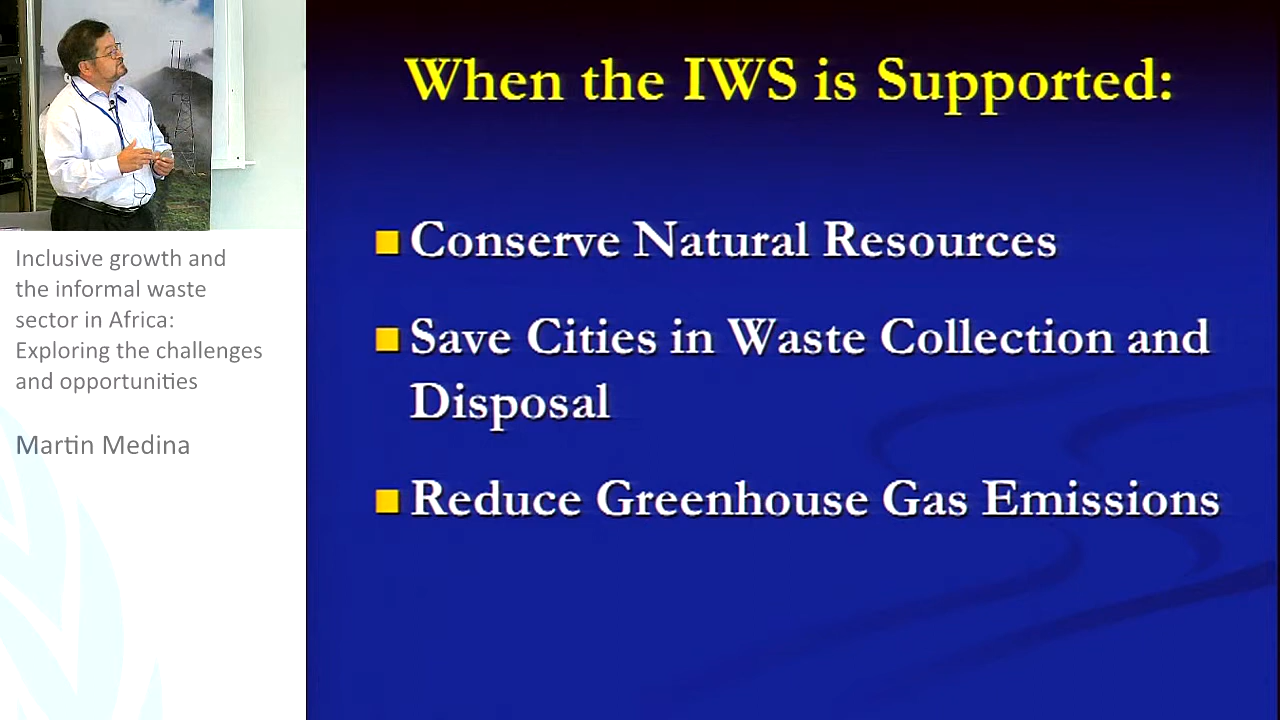 Inclusive growth and
the informal waste
sector in Africa:
Exploring the challenges
and opportunities
Martin Medina
When the IWS is Supported:
Conserve Natural Resources
Save Cities in Waste Collection and
Disposal
Reduce Greenhouse Gas Emissions